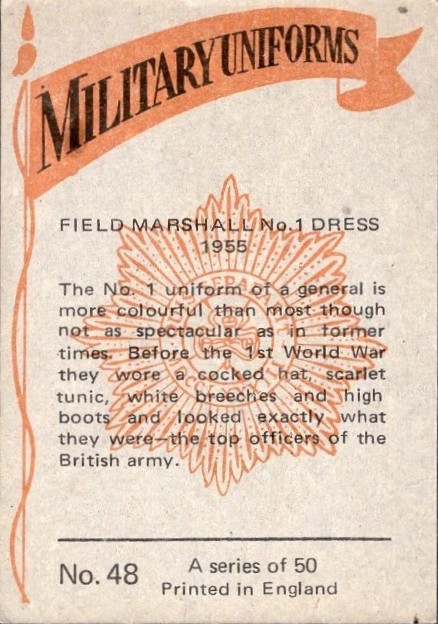 MILITARY UNIFORMS
FIELD MARSHALL No.1 DRESS
1955
The No. 1 uniform of a general is
more colourful than most though
not as spectacular as in former
times. Before the 1st World War
they wore a cocked hat, scarlet
tunic, white breeches and high
boots and looked exactly what
they were—the top officers of the
British army.
No. 48
A series of 50
Printed in England